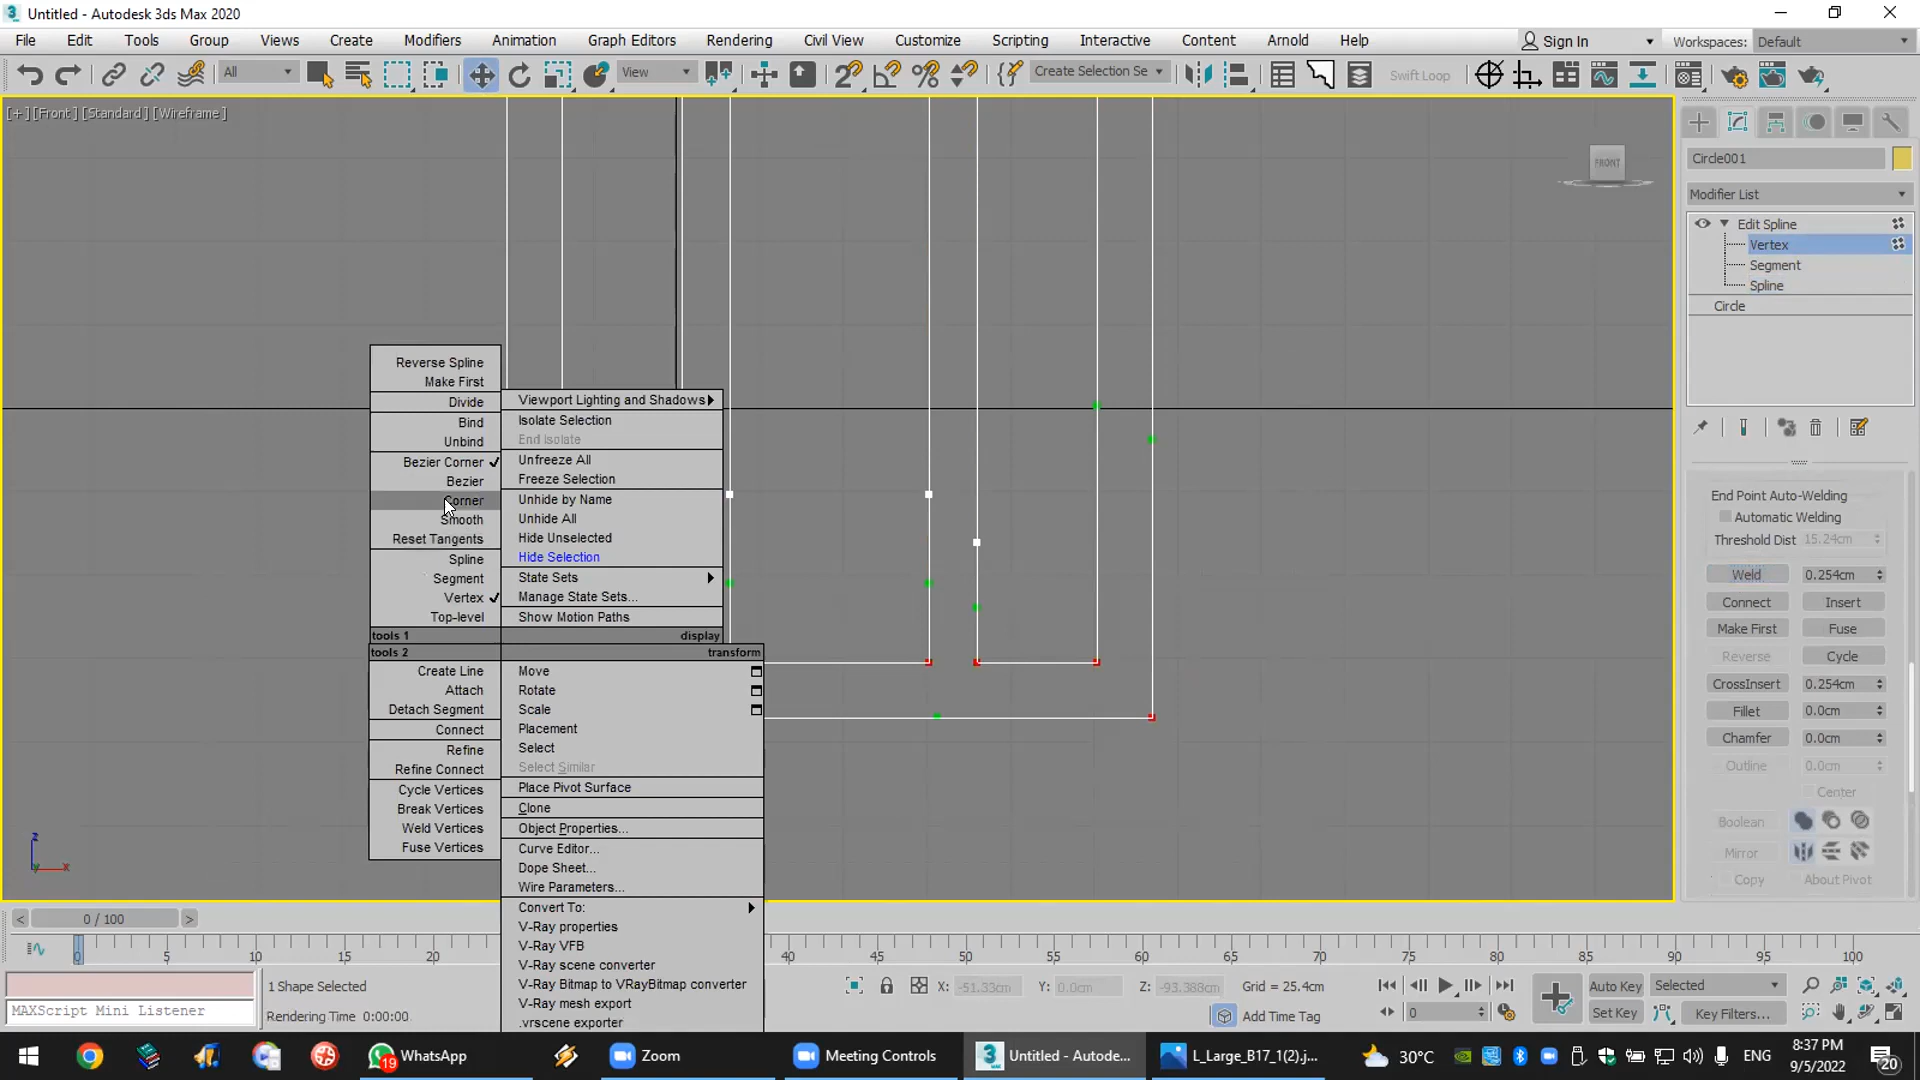 Untitled - Autodesk 3ds Max 2020
File Edit Tools Group Views Create Modifiers Animation Graph Editors Rendering Civil View Customize Scripting Interactive Content Arnold Help Sign In Workspaces: Default
All View Create Selection Se Swift Loop
[+] [Front] [Standard] [Wireframe]
FRONT
Circle001
Modifier List
Edit Spline
Vertex
Segment
Spline
Circle
Reverse Spline
Make First
Divide
Bind
Unbind
Bezier Corner
Bezier
Corner
Smooth
Reset Tangents
Spline
Segment
Vertex
Top-level
tools 1
Viewport Lighting and Shadows
Isolate Selection
End Isolate
Unfreeze All
Freeze Selection
Unhide by Name
Unhide All
Hide Unselected
Hide Selection
State Sets
Manage State Sets...
Show Motion Paths
display
tools 2
Create Line
Attach
Detach Segment
Connect
Refine
Refine Connect
Cycle Vertices
Break Vertices
Weld Vertices
Fuse Vertices
transform
Move
Rotate
Scale
Placement
Select
Select Similar
Place Pivot Surface
Clone
Object Properties...
Curve Editor...
Dope Sheet...
Wire Parameters...
Convert To:
V-Ray properties
V-Ray VFB
V-Ray scene converter
V-Ray Bitmap to VRayBitmap converter
V-Ray mesh export
.vrscene exporter
End Point Auto-Welding
Automatic Welding
Threshold Dist 15.24cm
Weld 0.254cm
Connect Insert
Make First Fuse
Reverse Cycle
CrossInsert 0.254cm
Fillet 0.0cm
Chamfer 0.0cm
Outline 0.0cm
Center
Boolean
Mirror
Copy About Pivot
z
x
< 0 / 100 >
0 5 10 15 20 40 45 50 55 60 65 70 75 80 85 90 95 100
1 Shape Selected X: -51.33cm Y: 0.0cm Z: -93.388cm Grid = 25.4cm Auto Key Selected
MAXScript Mini Listener Rendering Time 0:00:00 Add Time Tag 0 Set Key Key Filters...
19 WhatsApp Zoom Meeting Controls Untitled - Autode... L_Large_B17_1(2).j... 30°C ENG 8:37 PM
9/5/2022 20